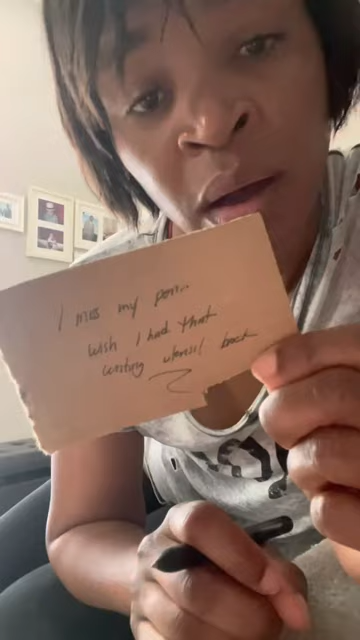 I miss my pen...
wish I had that
writing utensil back